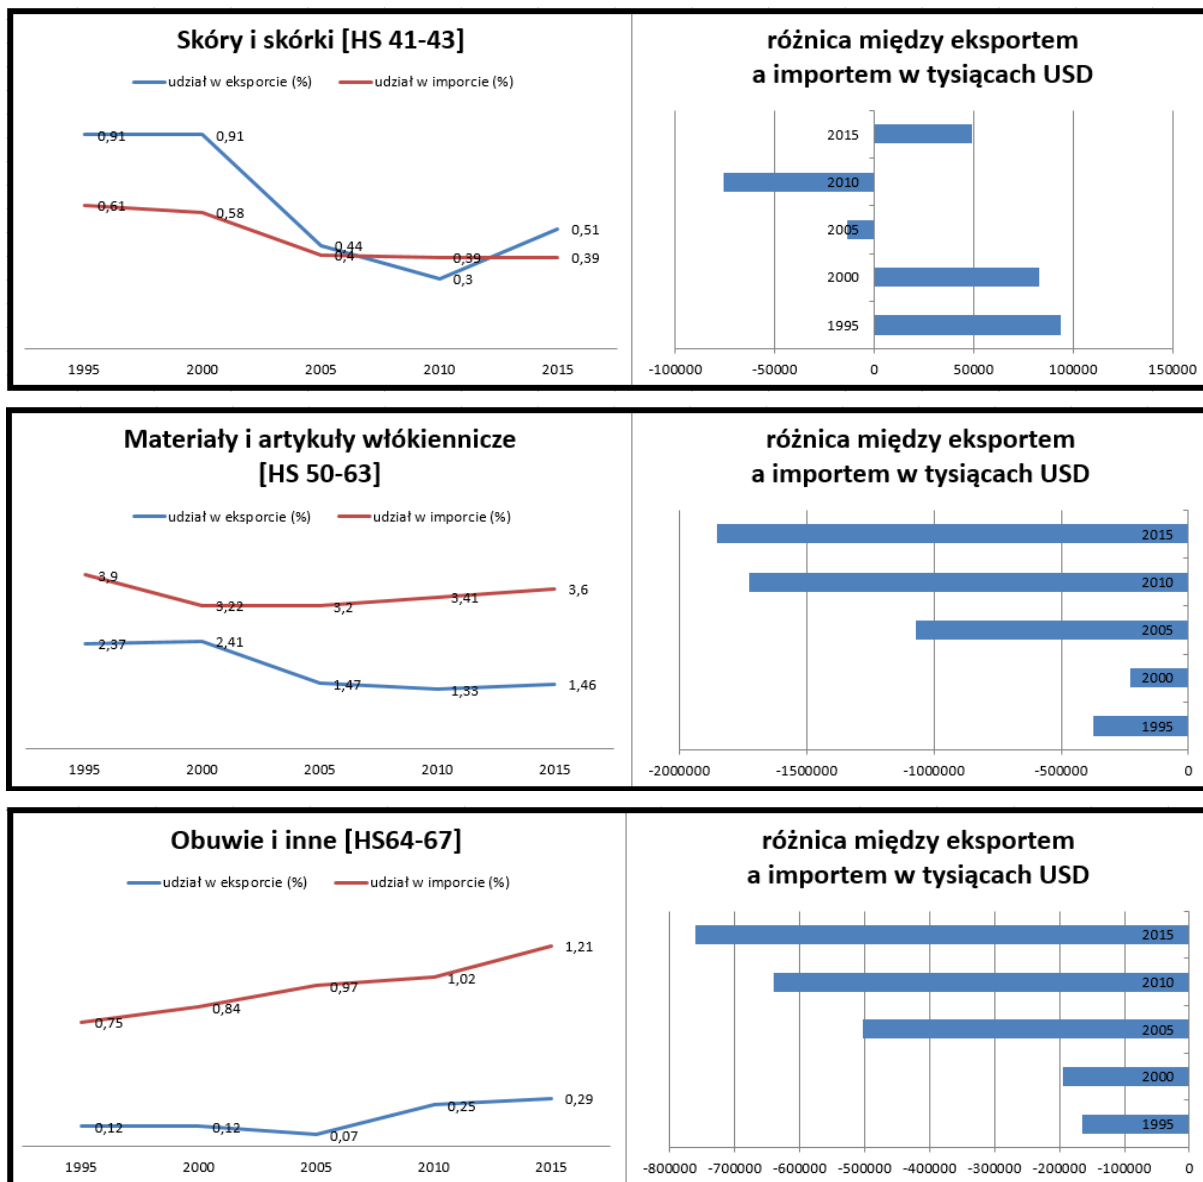 Skóry i skórki [HS 41-43]
udział w eksporcie (%) udział w imporcie (%)
0,91 0,91 0,44 0,3 0,51
0,61 0,58 0,4 0,39 0,39
1995 2000 2005 2010 2015
różnica między eksportem
a importem w tysiącach USD
2015
2010
2005
2000
1995
-100000 -50000 0 50000 100000 150000
Materiały i artykuły włókiennicze
[HS 50-63]
udział w eksporcie (%) udział w imporcie (%)
3,9 3,22 3,2 3,41 3,6
2,37 2,41 1,47 1,33 1,46
1995 2000 2005 2010 2015
różnica między eksportem
a importem w tysiącach USD
2015
2010
2005
2000
1995
-2000000 -1500000 -1000000 -500000 0
Obuwie i inne [HS64-67]
udział w eksporcie (%) udział w imporcie (%)
0,75 0,84 0,97 1,02 1,21
0,12 0,12 0,07 0,25 0,29
1995 2000 2005 2010 2015
różnica między eksportem
a importem w tysiącach USD
2015
2010
2005
2000
1995
-800000 -700000 -600000 -500000 -400000 -300000 -200000 -100000 0